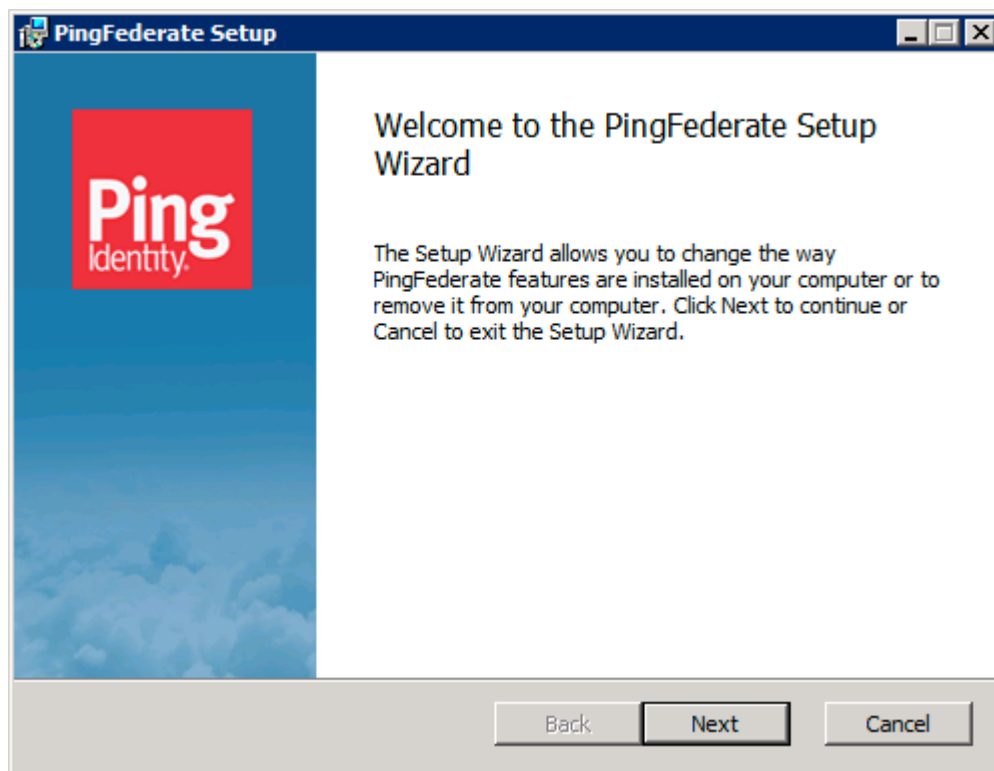 PingFederate Setup
Welcome to the PingFederate Setup
Wizard
Ping
Identity.
The Setup Wizard allows you to change the way
PingFederate features are installed on your computer or to
remove it from your computer. Click Next to continue or
Cancel to exit the Setup Wizard.
Back
Next
Cancel